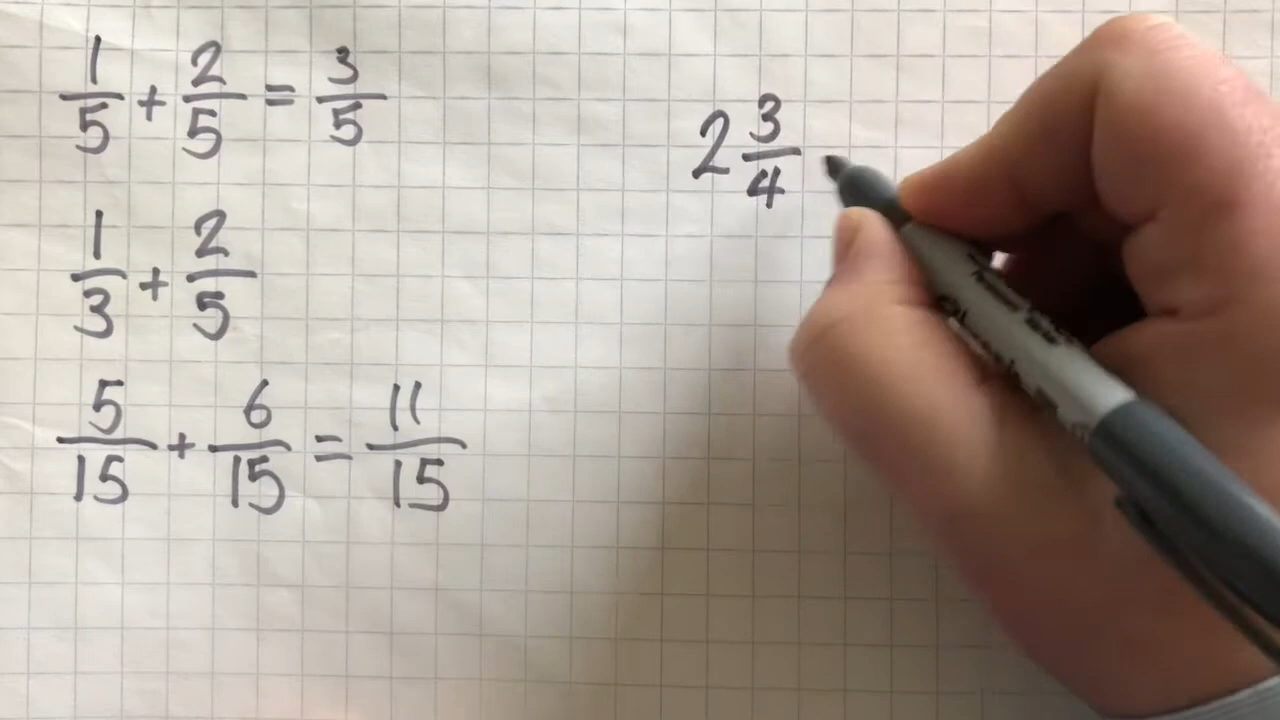 1/5 + 2/5 = 3/5
1/3 + 2/5
5/15 + 6/15 = 11/15
2 3/4